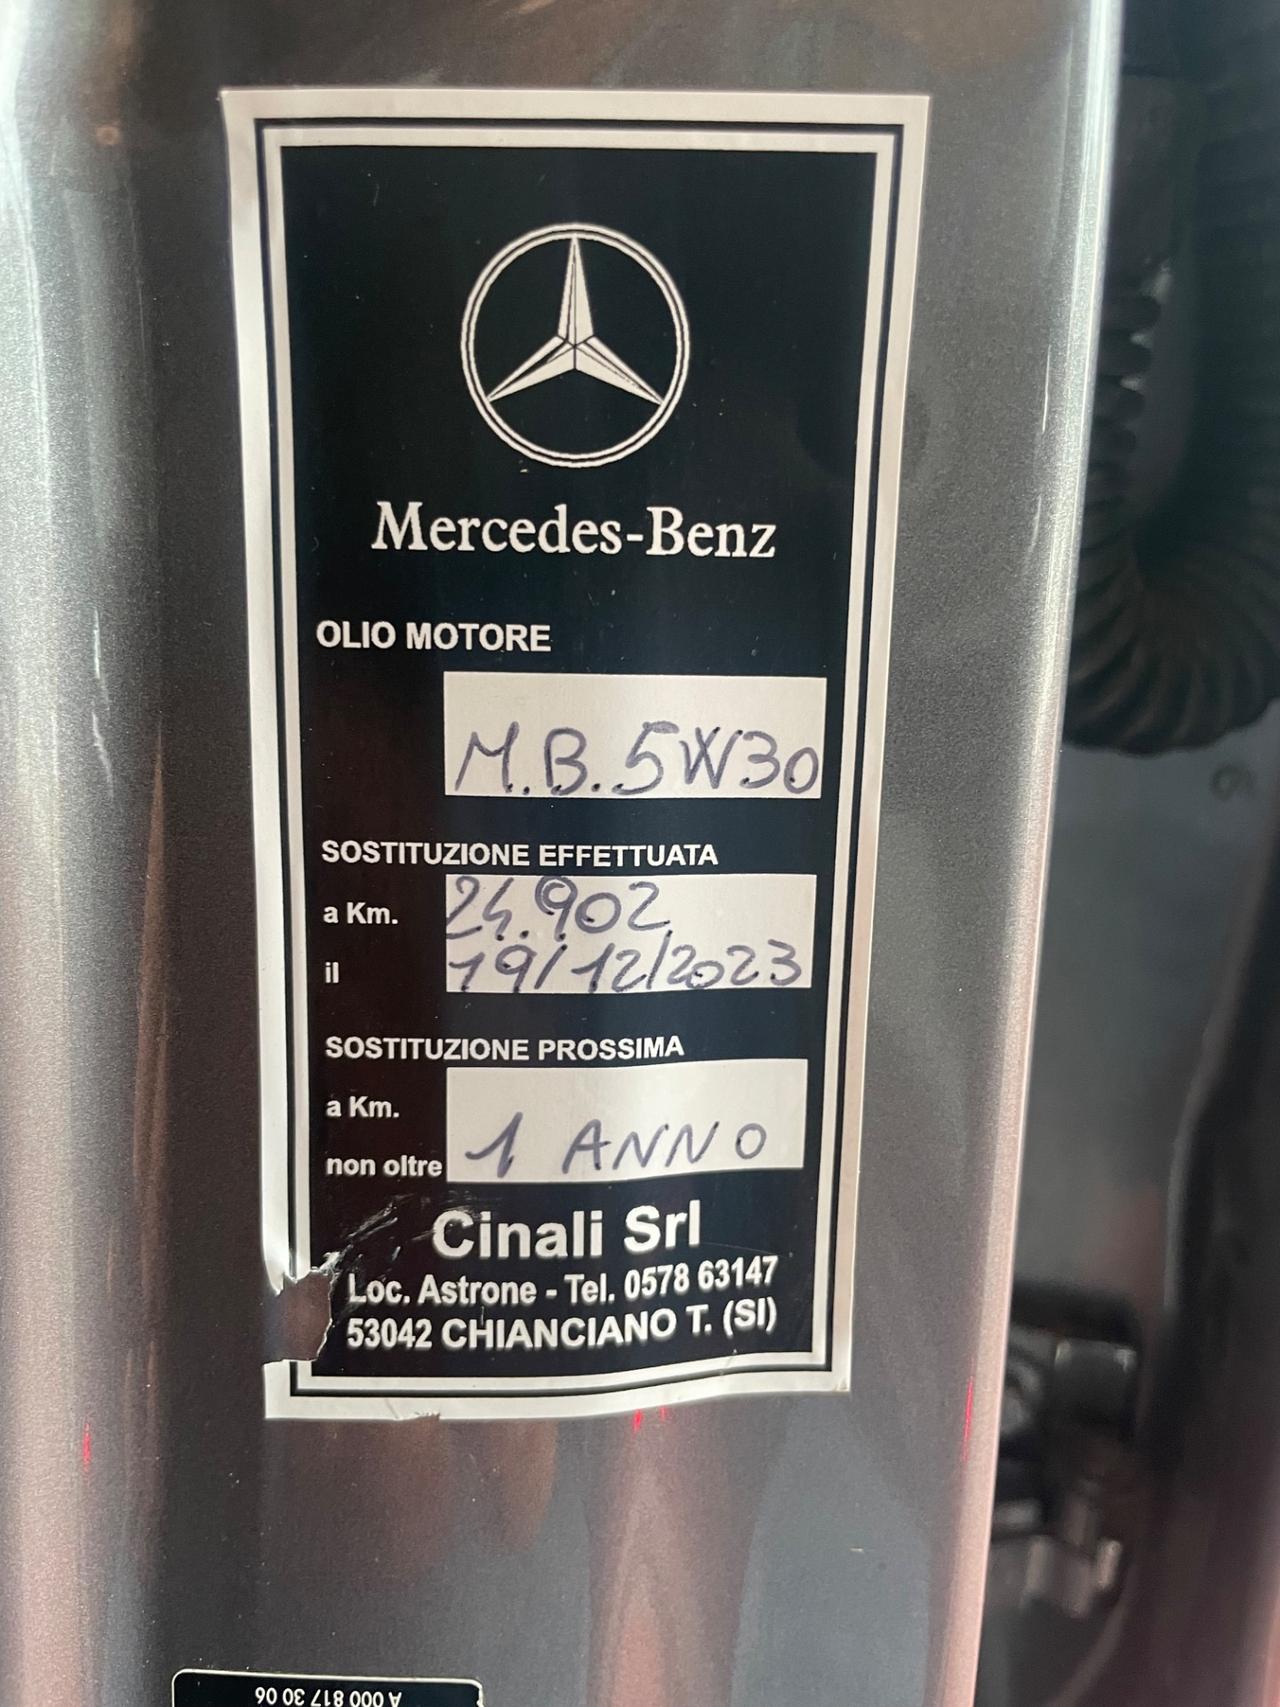 Mercedes-Benz
OLIO MOTORE
M.B. 5W30
SOSTITUZIONE EFFETTUATA
a Km. 24.902
il 19/12/2023
SOSTITUZIONE PROSSIMA
a Km.
non oltre 1 ANNO
Cinali Srl
Loc. Astrone - Tel. 0578 63147
53042 CHIANCIANO T. (SI)
A 000 817 30 06